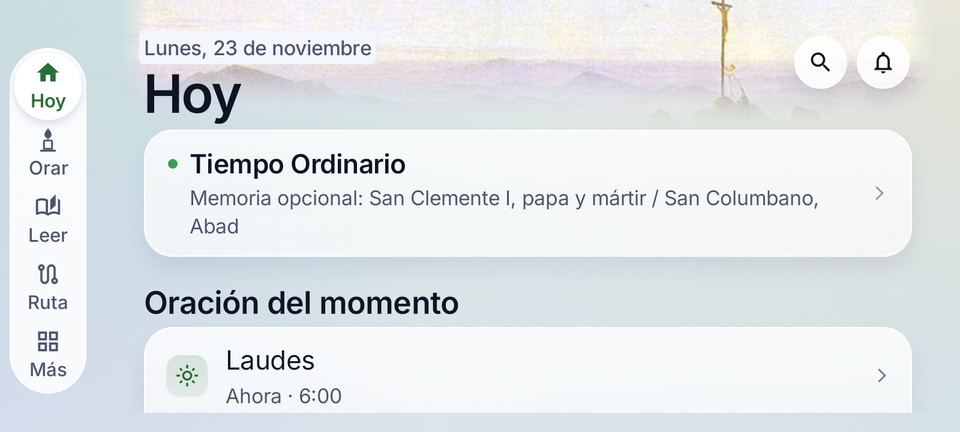 Lunes, 23 de noviembre
Hoy
Hoy
Orar
Leer
Ruta
Más
Tiempo Ordinario
Memoria opcional: San Clemente I, papa y mártir / San Columbano,
Abad
Oración del momento
Laudes
Ahora · 6:00